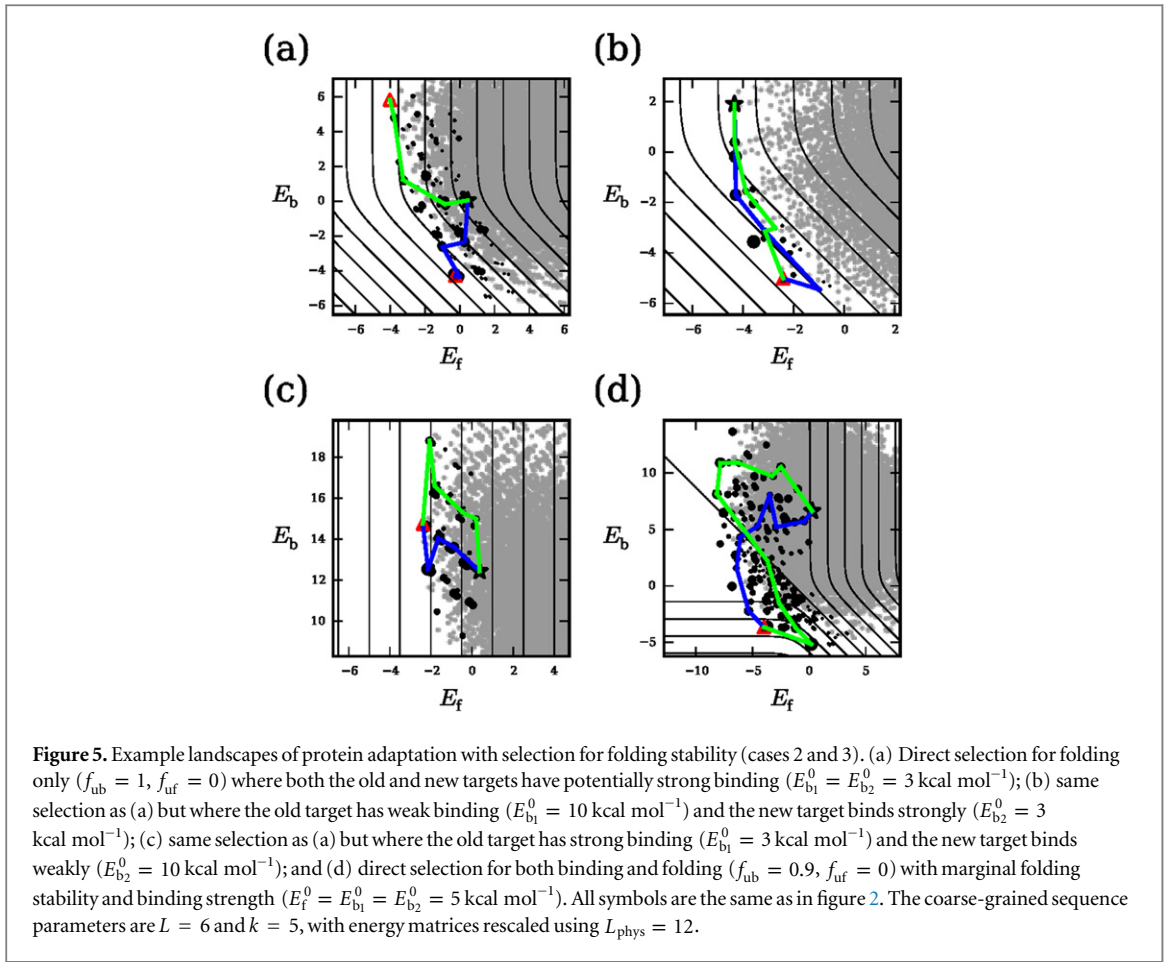 (a)
(b)
6
4
2
0
−2
−4
−6
E_b
−6 −4 −2 0 2 4 6
E_f
2
0
−2
−4
−6
E_b
−6 −4 −2 0 2
E_f
(c)
(d)
18
16
14
12
10
E_b
−6 −4 −2 0 2 4
E_f
10
5
0
−5
E_b
−10 −5 0 5
E_f
Figure 5. Example landscapes of protein adaptation with selection for folding stability (cases 2 and 3). (a) Direct selection for folding
only (f_ub = 1, f_uf = 0) where both the old and new targets have potentially strong binding (E^0_b1 = E^0_b2 = 3 kcal mol⁻¹); (b) same
selection as (a) but where the old target has weak binding (E^0_b1 = 10 kcal mol⁻¹) and the new target binds strongly (E^0_b2 = 3
kcal mol⁻¹); (c) same selection as (a) but where the old target has strong binding (E^0_b1 = 3 kcal mol⁻¹) and the new target binds
weakly (E^0_b2 = 10 kcal mol⁻¹); and (d) direct selection for both binding and folding (f_ub = 0.9, f_uf = 0) with marginal folding
stability and binding strength (E^0_f = E^0_b1 = E^0_b2 = 5 kcal mol⁻¹). All symbols are the same as in figure 2. The coarse-grained sequence
parameters are L = 6 and k = 5, with energy matrices rescaled using L_phys = 12.